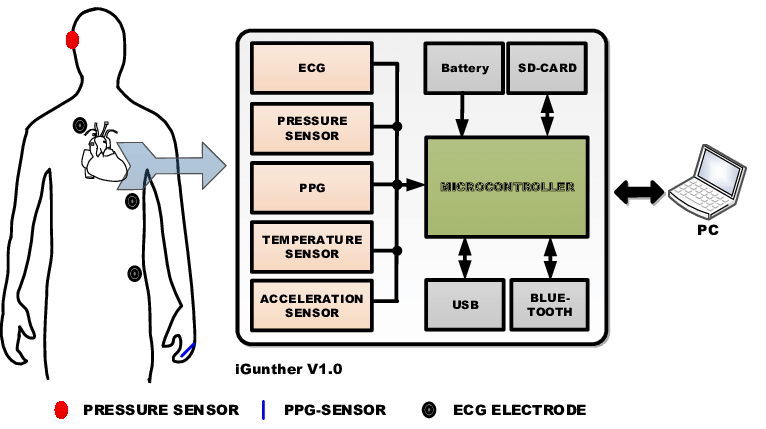 ECG
PRESSURE
SENSOR
PPG
TEMPERATURE
SENSOR
ACCELERATION
SENSOR
Battery
SD-CARD
MICROCONTROLLER
USB
BLUE-
TOOTH
PC
iGunther V1.0
PRESSURE SENSOR
PPG-SENSOR
ECG ELECTRODE